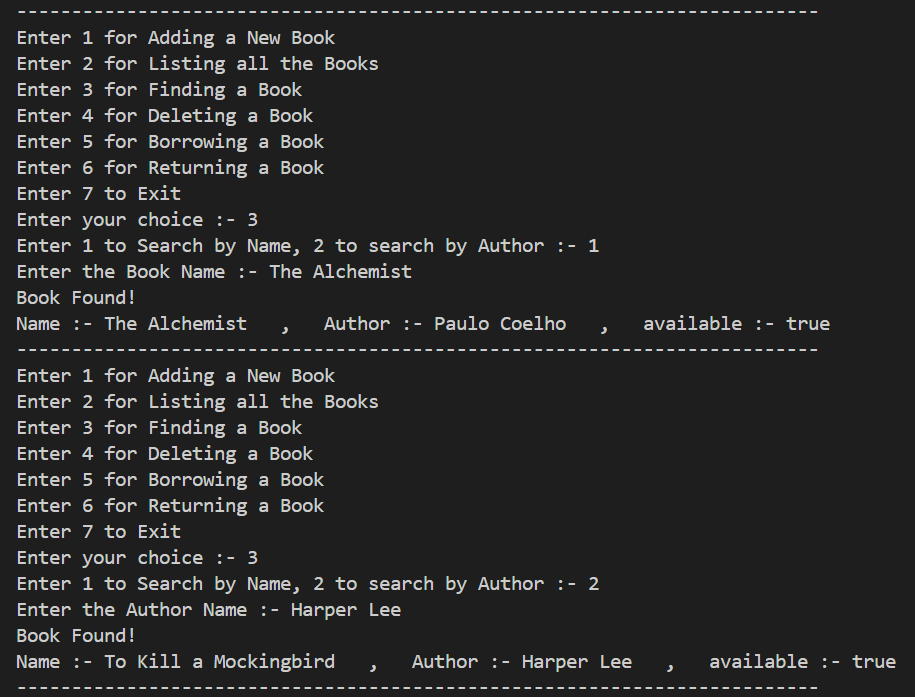 -------------------------------------------------------------------------
Enter 1 for Adding a New Book
Enter 2 for Listing all the Books
Enter 3 for Finding a Book
Enter 4 for Deleting a Book
Enter 5 for Borrowing a Book
Enter 6 for Returning a Book
Enter 7 to Exit
Enter your choice :- 3
Enter 1 to Search by Name, 2 to search by Author :- 1
Enter the Book Name :- The Alchemist
Book Found!
Name :- The Alchemist   ,   Author :- Paulo Coelho   ,   available :- true
-------------------------------------------------------------------------
Enter 1 for Adding a New Book
Enter 2 for Listing all the Books
Enter 3 for Finding a Book
Enter 4 for Deleting a Book
Enter 5 for Borrowing a Book
Enter 6 for Returning a Book
Enter 7 to Exit
Enter your choice :- 3
Enter 1 to Search by Name, 2 to search by Author :- 2
Enter the Author Name :- Harper Lee
Book Found!
Name :- To Kill a Mockingbird   ,   Author :- Harper Lee   ,   available :- true
-------------------------------------------------------------------------